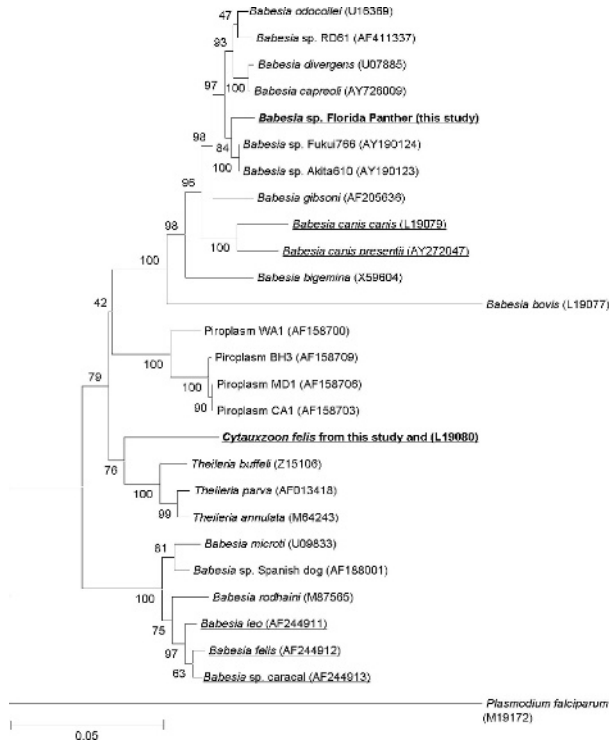 47
Babesia odocoilei (U16369)
93
Babesia sp. RD61 (AF411337)
Babesia divergens (U07885)
97
100
Babesia capreoli (AY726009)
Babesia sp. Florida Panther (this study)
98
84
Babesia sp. Fukui766 (AY190124)
100
Babesia sp. Akita610 (AY190123)
95
Babesia gibsoni (AF205636)
98
Babesia canis canis (L19079)
100
Babesia canis presentii (AY272047)
100
Babesia bigemina (X59604)
42
Babesia bovis (L19077)
Piroplasm WA1 (AF158700)
100
Piroplasm BH3 (AF158709)
79
100
Piroplasm MD1 (AF158706)
90
Piroplasm CA1 (AF158703)
Cytauxzoon felis from this study and (L19080)
76
Theileria buffeli (Z15106)
100
Theileria parva (AF013418)
99
Theileria annulata (M64243)
81
Babesia microti (U09833)
Babesia sp. Spanish dog (AF188001)
100
Babesia rodhaini (M87565)
75
Babesia leo (AF244911)
97
Babesia felis (AF244912)
63
Babesia sp. caracal (AF244913)
Plasmodium falciparum
(M19172)
0.05